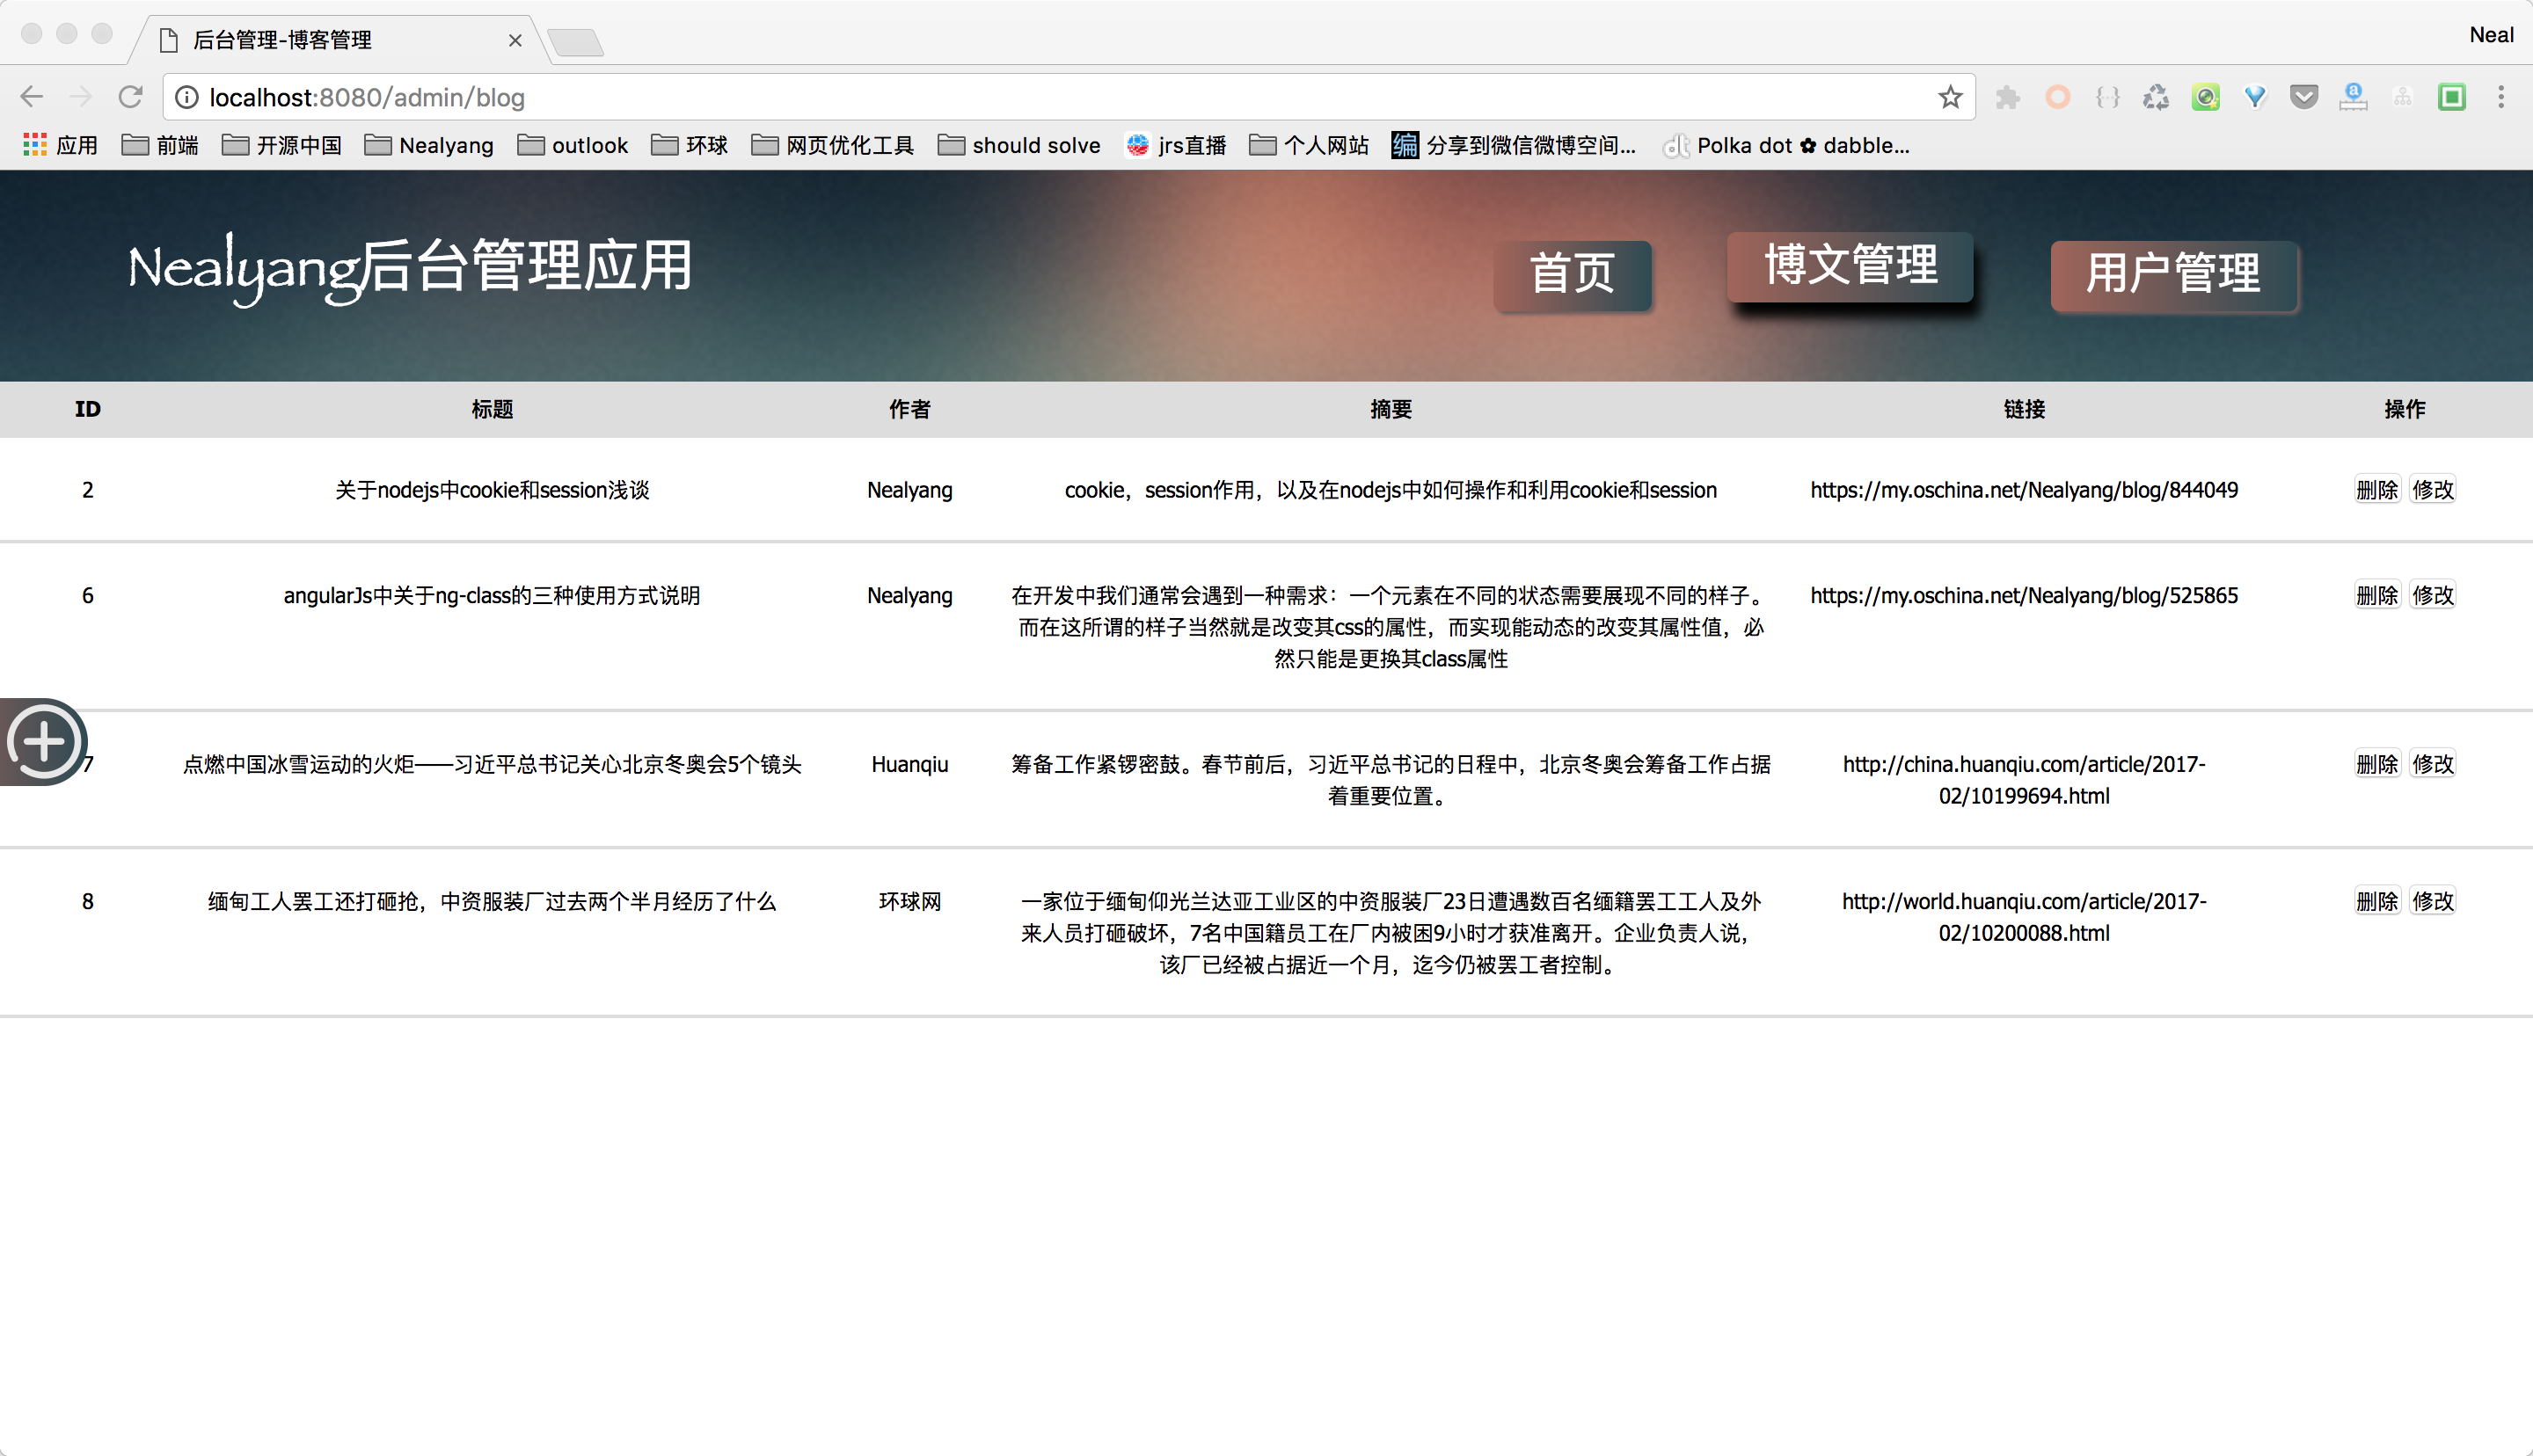 后台管理-博客管理
Neal
localhost:8080/admin/blog
应用 前端 开源中国 Nealyang outlook 环球 网页优化工具 should solve jrs直播 个人网站 编 分享到微信微博空间... dt Polka dot ✿ dabble...
Nealyang后台管理应用 首页 博文管理 用户管理
ID 标题 作者 摘要 链接 操作
2 关于nodejs中cookie和session浅谈 Nealyang cookie，session作用，以及在nodejs中如何操作和利用cookie和session https://my.oschina.net/Nealyang/blog/844049 删除 修改
6 angularJs中关于ng-class的三种使用方式说明 Nealyang 在开发中我们通常会遇到一种需求：一个元素在不同的状态需要展现不同的样子。 https://my.oschina.net/Nealyang/blog/525865 删除 修改
而在这所谓的样子当然就是改变其css的属性，而实现能动态的改变其属性值，必
然只能是更换其class属性
7 点燃中国冰雪运动的火炬——习近平总书记关心北京冬奥会5个镜头 Huanqiu 筹备工作紧锣密鼓。春节前后，习近平总书记的日程中，北京冬奥会筹备工作占据 http://china.huanqiu.com/article/2017- 删除 修改
着重要位置。 02/10199694.html
8 缅甸工人罢工还打砸抢，中资服装厂过去两个半月经历了什么 环球网 一家位于缅甸仰光兰达亚工业区的中资服装厂23日遭遇数百名缅籍罢工工人及外 http://world.huanqiu.com/article/2017- 删除 修改
来人员打砸破坏，7名中国籍员工在厂内被困9小时才获准离开。企业负责人说， 02/10200088.html
该厂已经被占据近一个月，迄今仍被罢工者控制。